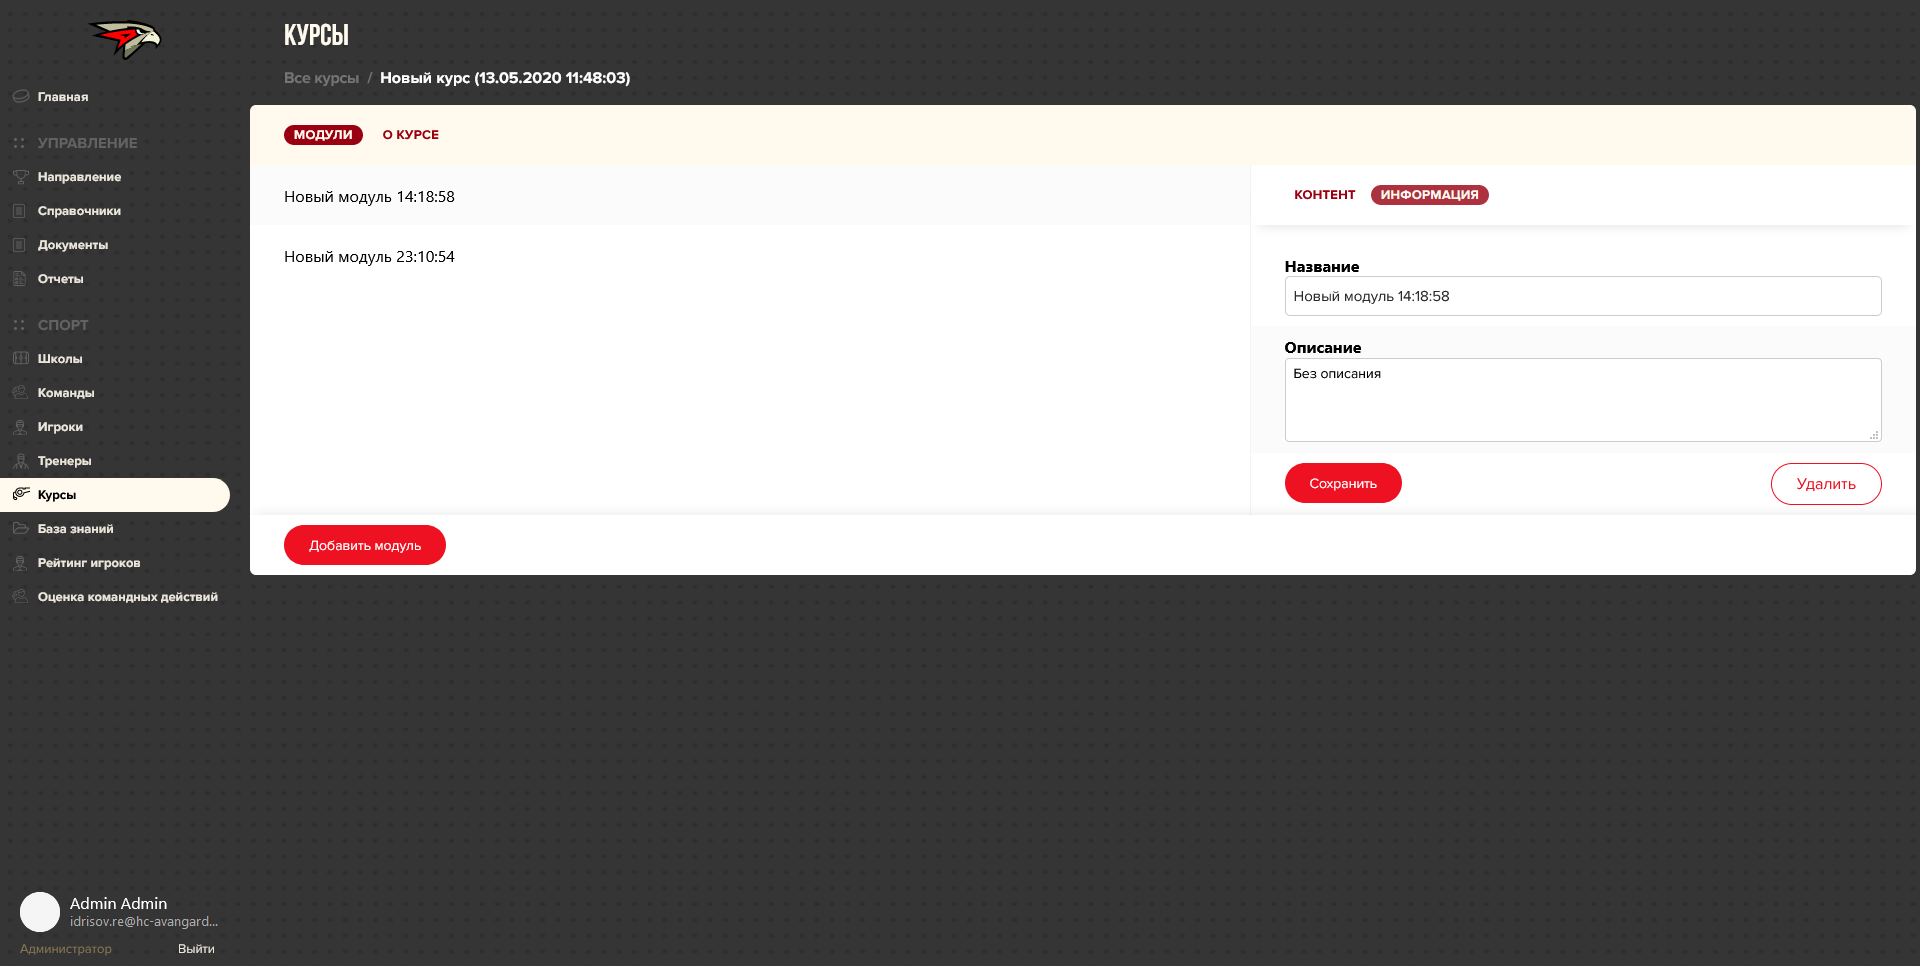 КУРСЫ
Все курсы / Новый курс (13.05.2020 11:48:03)
Главная
УПРАВЛЕНИЕ
Направление
Справочники
Документы
Отчеты
СПОРТ
Школы
Команды
Игроки
Тренеры
Курсы
База знаний
Рейтинг игроков
Оценка командных действий
Admin Admin
idrisov.re@hc-avangard...
Администратор Выйти
МОДУЛИ О КУРСЕ
Новый модуль 14:18:58
Новый модуль 23:10:54
Добавить модуль
КОНТЕНТ ИНФОРМАЦИЯ
Название
Новый модуль 14:18:58
Описание
Без описания
Сохранить Удалить